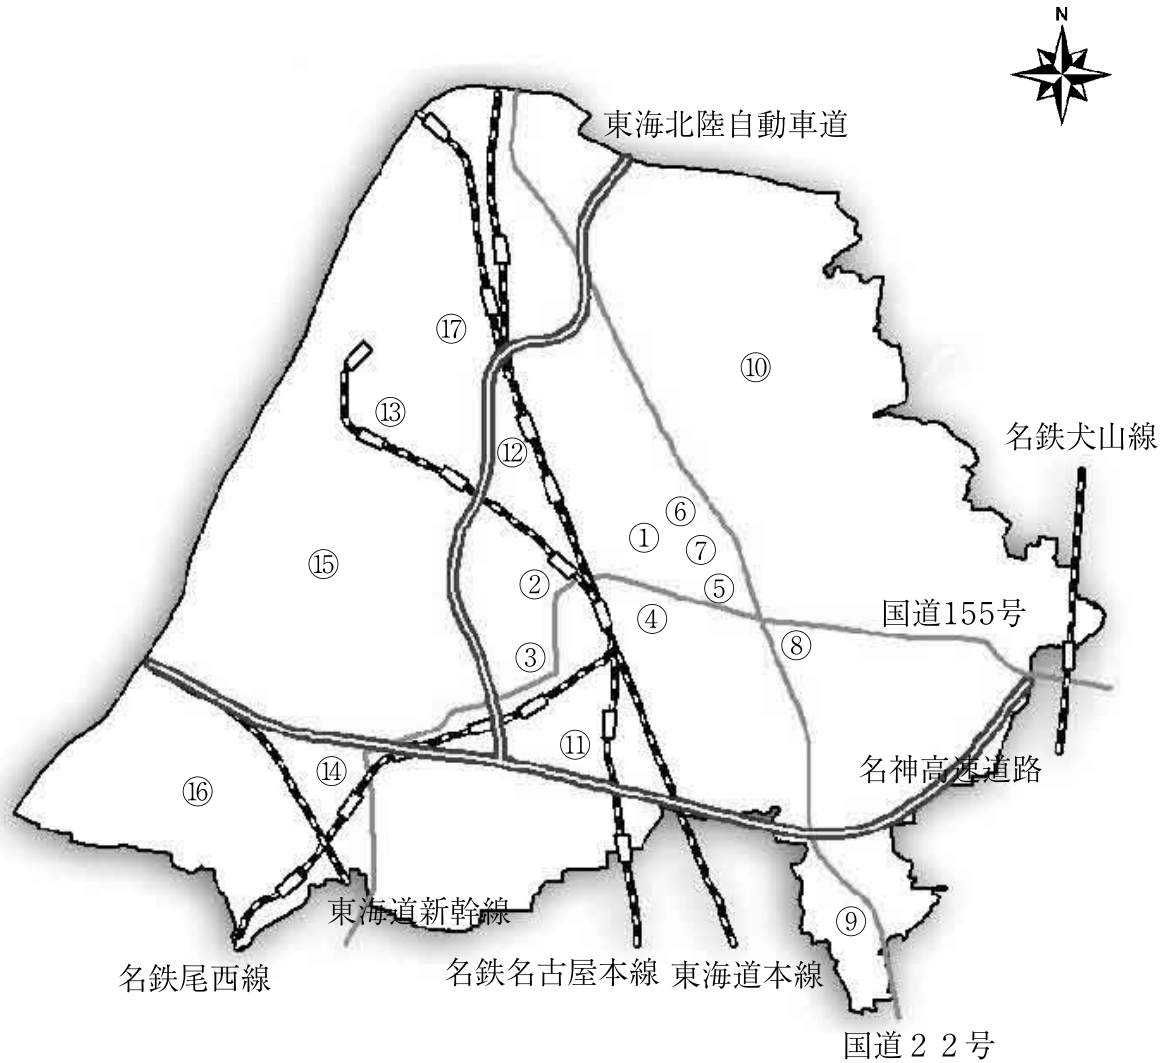 N
東海北陸自動車道
⑰
⑩
⑬
名鉄犬山線
⑫
⑥
①
⑦
⑮
②
⑤
④
国道155号
③
⑧
⑪
名神高速道路
⑭
⑯
東海道新幹線
⑨
名鉄尾西線
名鉄名古屋本線
東海道本線
国道２２号